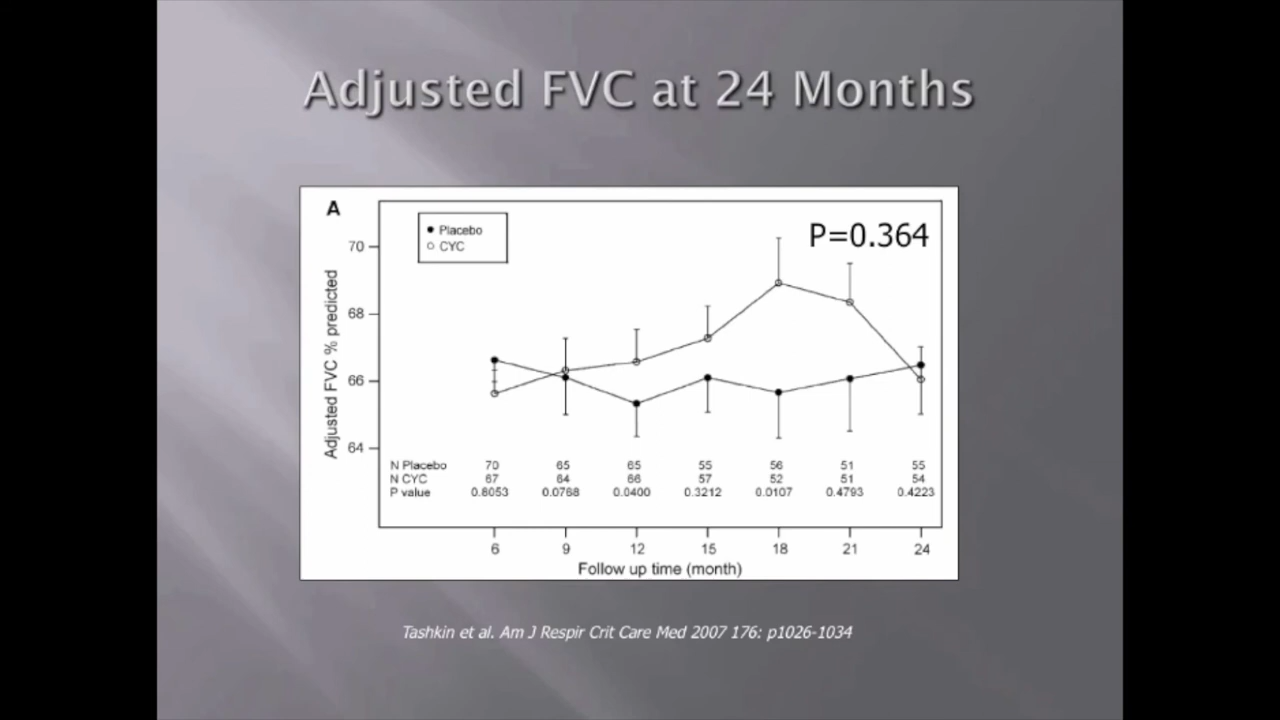 Adjusted FVC at 24 Months
A
Placebo
CYC
P=0.364
Adjusted FVC % predicted
70
68
66
64
N Placebo 70 65 65 55 56 51 55
N CYC 67 64 66 57 52 51 54
P value 0.8053 0.0768 0.0400 0.3212 0.0107 0.4793 0.4223
6 9 12 15 18 21 24
Follow up time (month)
Tashkin et al. Am J Respir Crit Care Med 2007 176: p1026-1034